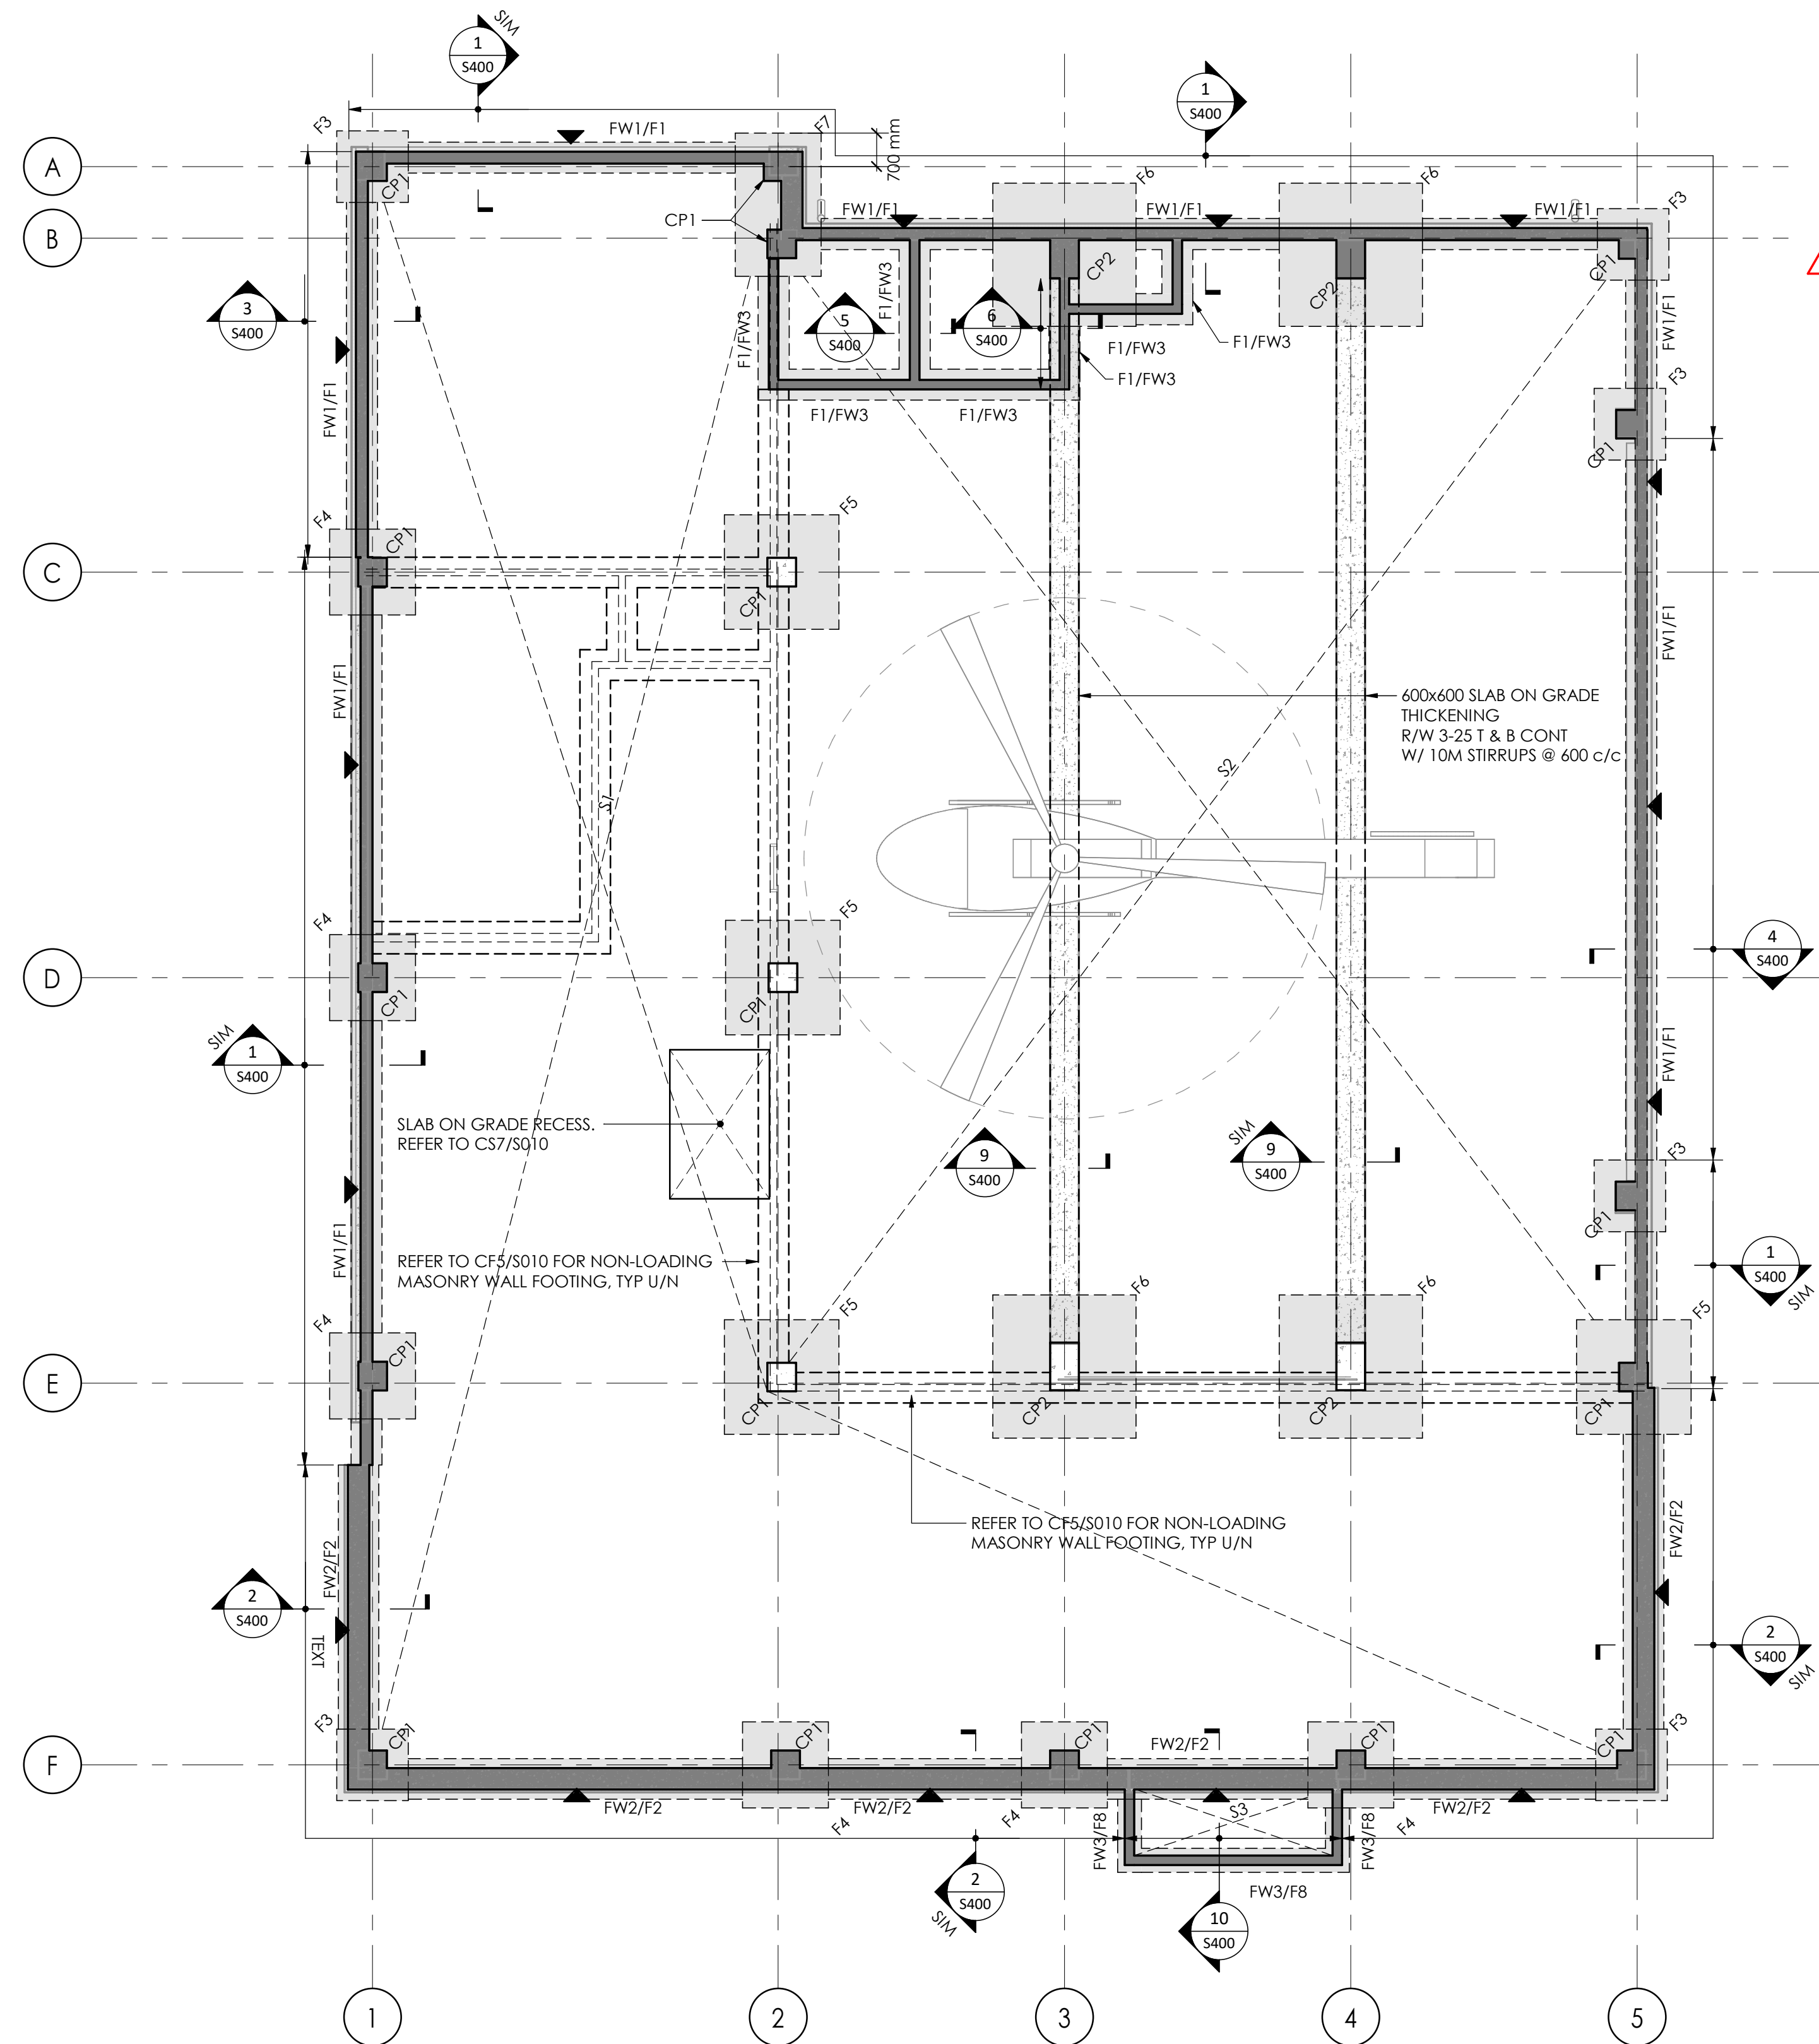 SIM
1
S400
1
S400
F3
FW1/F1
F7
700 mm
A
CP1
F6
F6
CP1
FW1/F1
FW1/F1
FW1/F1
F3
B
CP2
CP2
CP1
3
S400
F1/FW3
F1/FW3
5
S400
6
S400
F1/FW3
F1/FW3
F1/FW3
FW1/F1
FW1/F1
F1/FW3
F1/FW3
F3
CP1
F4
CP1
F5
C
CP1
FW1/F1
FW1/F1
600x600 SLAB ON GRADE
THICKENING
R/W 3-25 T & B CONT
W/ 10M STIRRUPS @ 600 c/c
S2
S1
F4
F5
4
S400
D
CP1
CP1
SIM
1
S400
FW1/F1
SLAB ON GRADE RECESS.
REFER TO CS7/S010
9
S400
SIM
9
S400
F3
CP1
FW1/F1
REFER TO CF5/S010 FOR NON-LOADING
MASONRY WALL FOOTING, TYP U/N
1
S400
SIM
F4
CP1
F5
F6
F6
F5
E
CP1
CP2
CP2
CP1
REFER TO CF5/S010 FOR NON-LOADING
MASONRY WALL FOOTING, TYP U/N
FW2/F2
FW2/F2
2
S400
TEXT
2
S400
SIM
F3
CP1
CP1
CP1
FW2/F2
CP1
CP1
F3
F
FW2/F2
F4
FW2/F2
F4
S3
F4
FW2/F2
FW3/F8
FW3/F8
FW3/F8
2
S400
SIM
10
S400
1
2
3
4
5